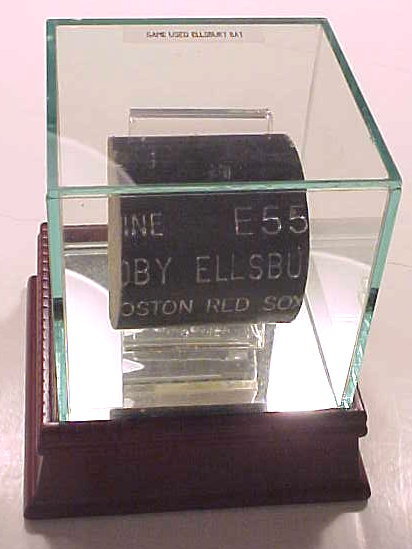 GAME USED ELLSBURY BAT
INE E55
OBY ELLSBU
OSTON RED SOX